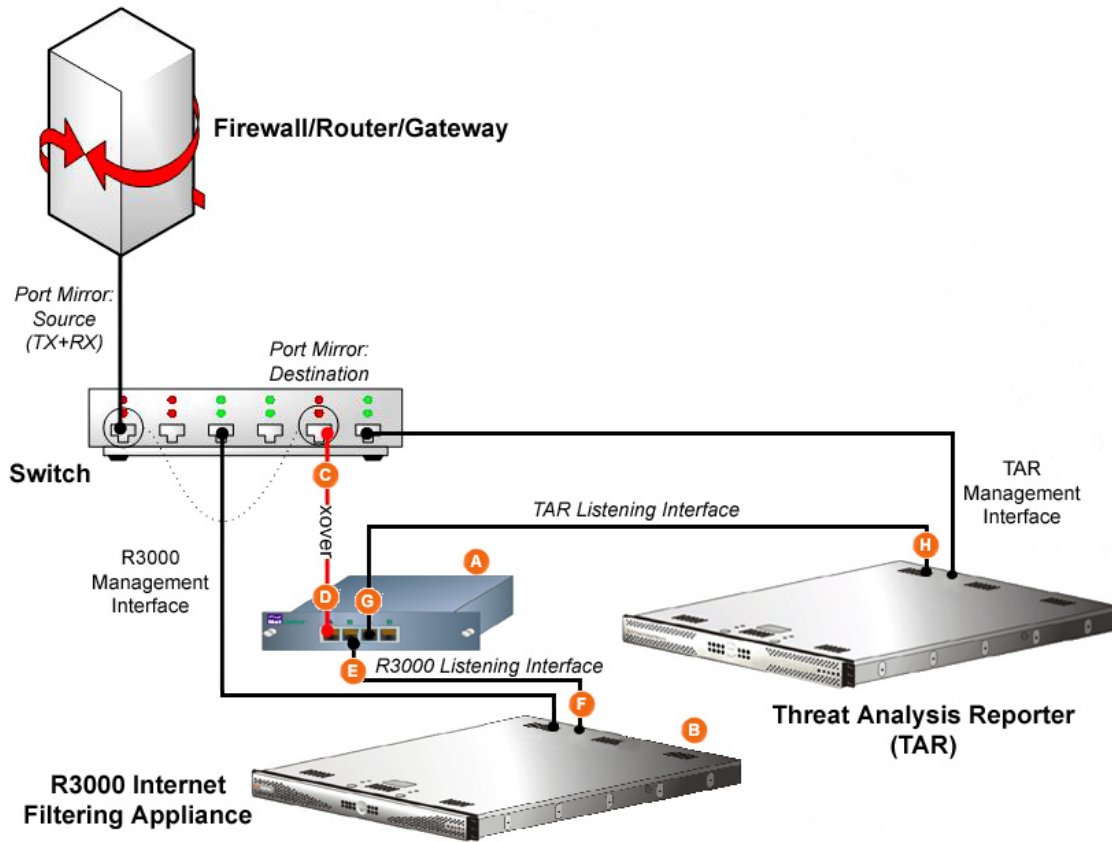 Firewall/Router/Gateway
Port Mirror:
Source
(TX+RX)
Port Mirror:
Destination
Switch
C
xover
TAR Listening Interface
TAR
Management
Interface
H
R3000
Management
Interface
A
D
G
E
R3000 Listening Interface
F
B
Threat Analysis Reporter
(TAR)
R3000 Internet
Filtering Appliance